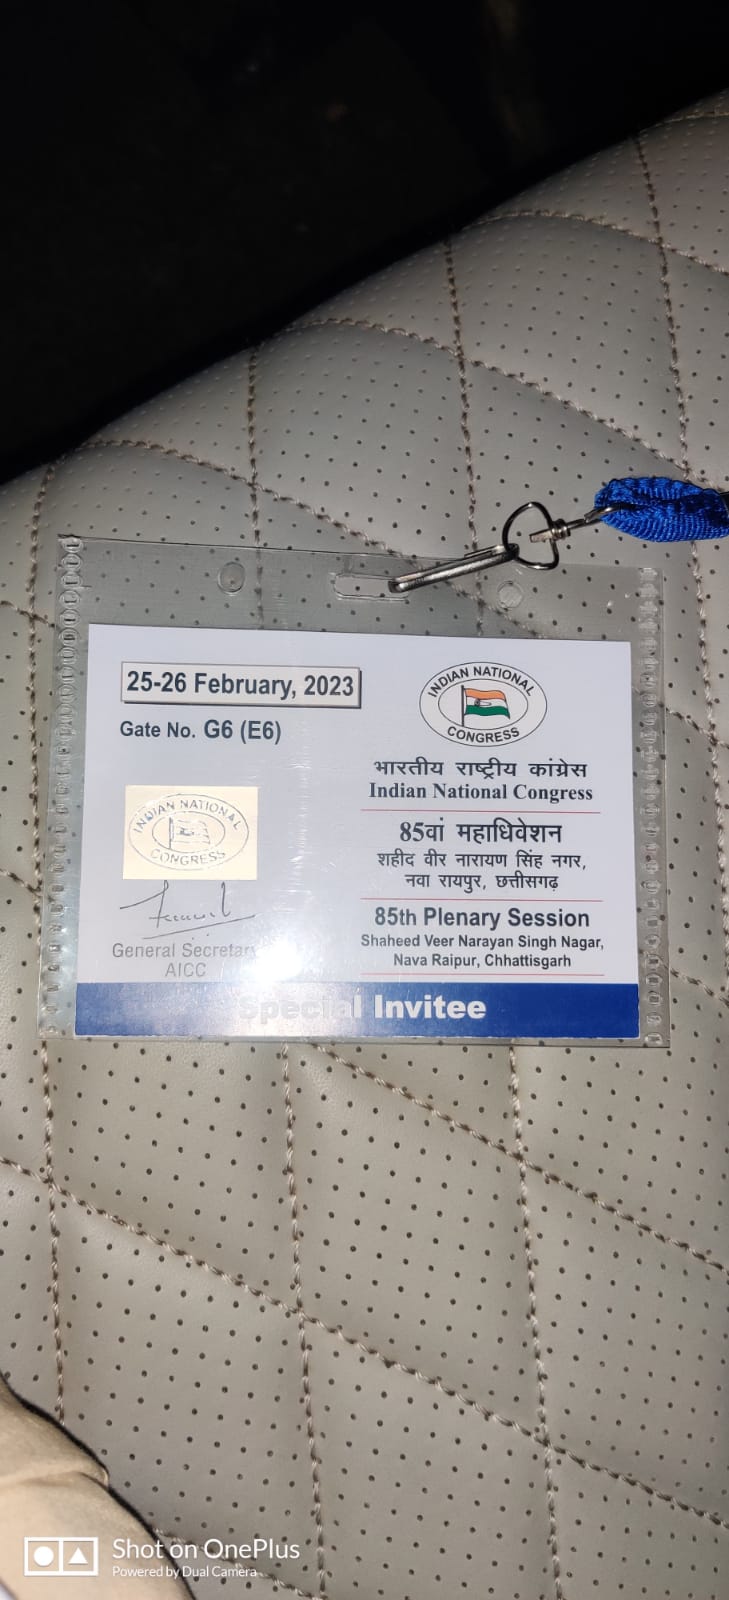 25-26 February, 2023
Gate No. G6 (E6)
INDIAN NATIONAL
CONGRESS
General Secretary
AICC
INDIAN NATIONAL
CONGRESS
भारतीय राष्ट्रीय कांग्रेस
Indian National Congress
85वां महाधिवेशन
शहीद वीर नारायण सिंह नगर,
नवा रायपुर, छत्तीसगढ़
85th Plenary Session
Shaheed Veer Narayan Singh Nagar,
Nava Raipur, Chhattisgarh
Special Invitee
Shot on OnePlus
Powered by Dual Camera